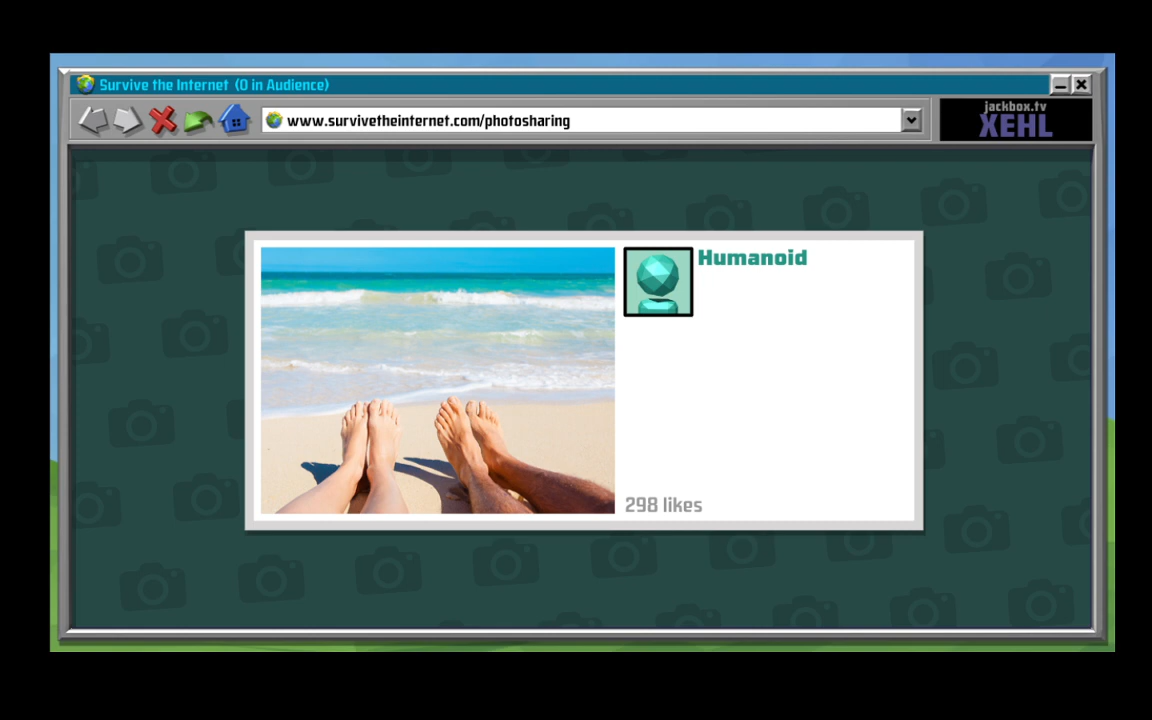 Survive the Internet (0 in Audience)
www.survivetheinternet.com/photosharing
jackbox.tv
XEHL
Humanoid
298 likes